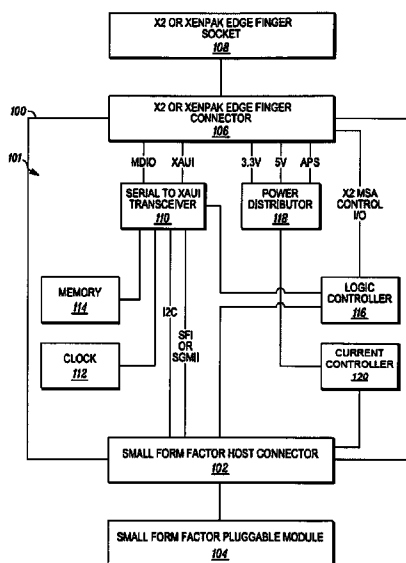 X2 OR XENPAK EDGE FINGER
SOCKET
108
100
X2 OR XENPAK EDGE FINGER
CONNECTOR
106
101
MDIO
XAUI
3.3V
5V
APS
X2 MSA
CONTROL
I/O
SERIAL TO XAUI
TRANSCEIVER
110
POWER
DISTRIBUTOR
118
MEMORY
114
LOGIC
CONTROLLER
116
I2C
SFI
OR
SGMII
CLOCK
112
CURRENT
CONTROLLER
120
SMALL FORM FACTOR HOST CONNECTOR
102
SMALL FORM FACTOR PLUGGABLE MODULE
104